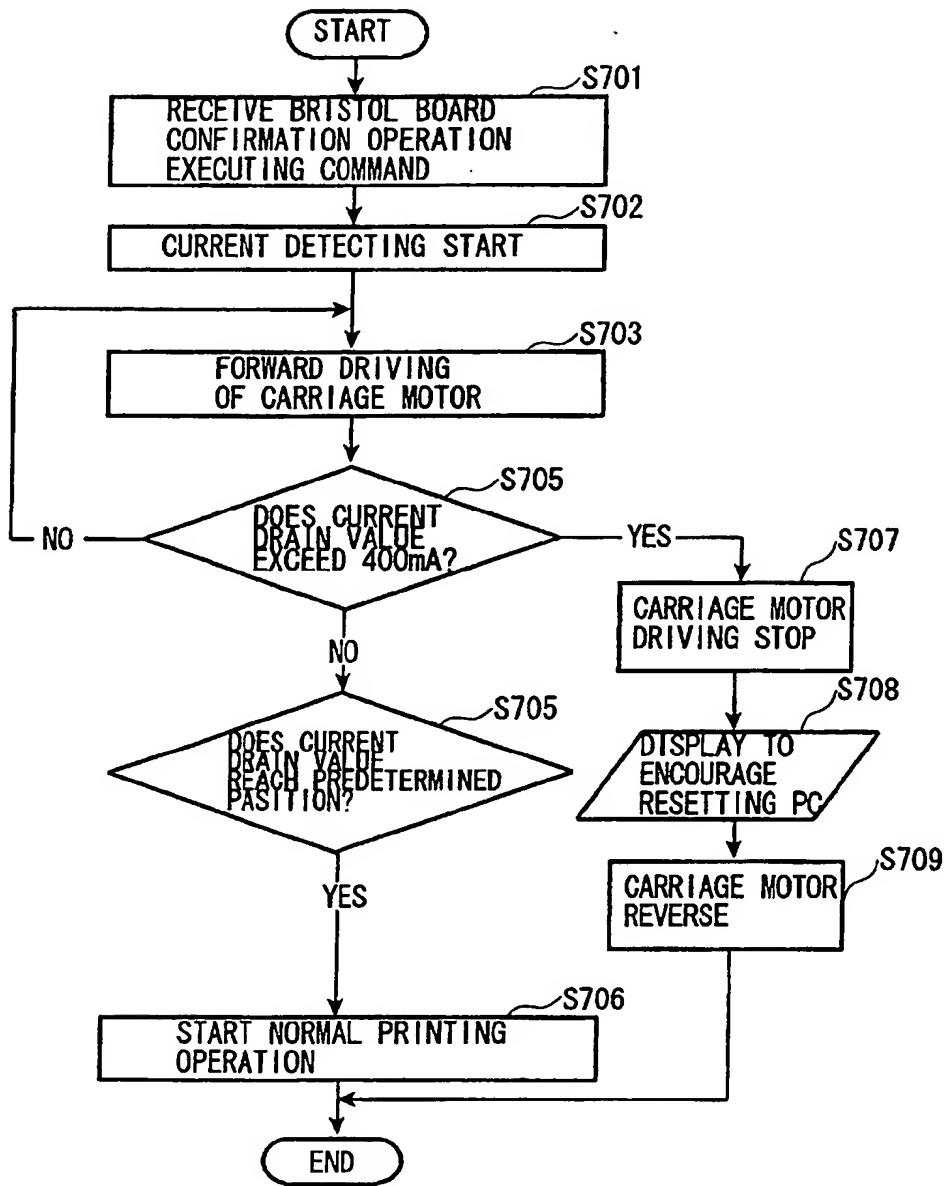 START
S701
RECEIVE BRISTOL BOARD
CONFIRMATION OPERATION
EXECUTING COMMAND
S702
CURRENT DETECTING START
S703
FORWARD DRIVING
OF CARRIAGE MOTOR
S705
DOES CURRENT
DRAIN VALUE
EXCEED 400mA?
NO
YES
S707
CARRIAGE MOTOR
DRIVING STOP
NO
S705
DOES CURRENT
DRAIN VALUE
REACH PREDETERMINED
PASITION?
S708
DISPLAY TO
ENCOURAGE
RESETTING PC
YES
S709
CARRIAGE MOTOR
REVERSE
S706
START NORMAL PRINTING
OPERATION
END